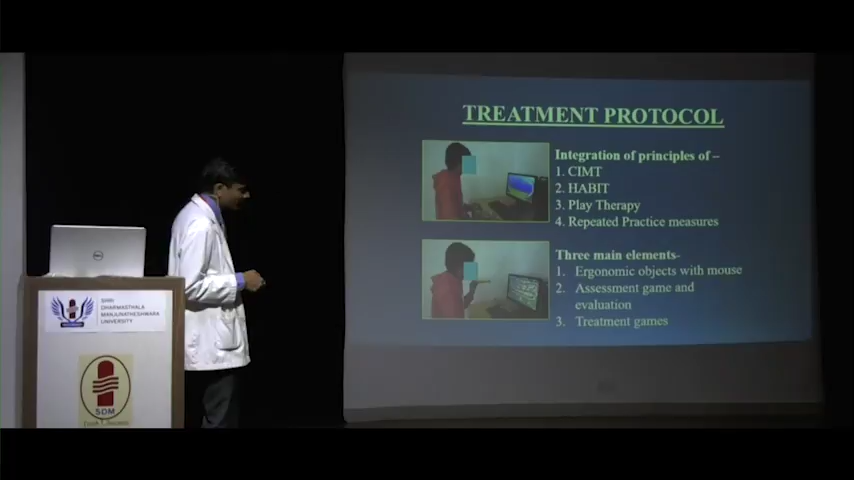 TREATMENT PROTOCOL
Integration of principles of –
1. CIMT
2. HABIT
3. Play Therapy
4. Repeated Practice measures
Three main elements-
1. Ergonomic objects with mouse
2. Assessment game and
evaluation
3. Treatment games
DELL
SHRI
DHARMASTHALA
MANJUNATHESHWARA
UNIVERSITY
SDM